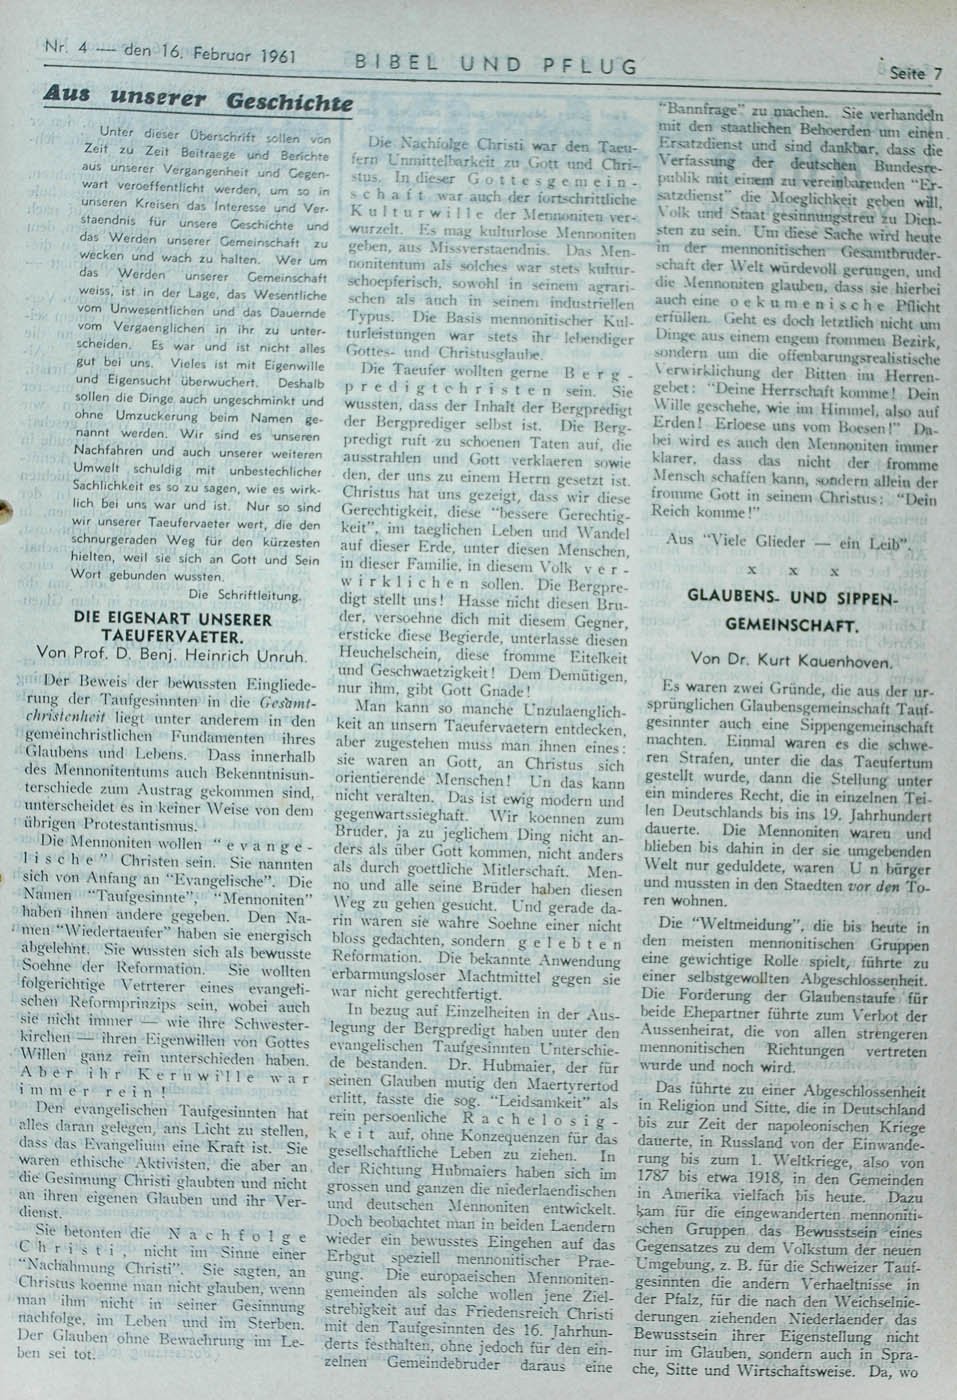 Nr. 4 — den 16. Februar 1961
BIBEL UND PFLUG
Seite 7
Aus unserer Geschichte
Unter dieser Überschrift sollen von
Zeit zu Zeit Beitraege und Berichte
aus unserer Vergangenheit und Gegen-
wart veroeffentlicht werden, um so in
unseren Kreisen das Interesse und Ver-
staendnis für unsere Geschichte und
das Werden unserer Gemeinschaft zu
wecken und wach zu halten. Wer um
das Werden unserer Gemeinschaft
weiss, ist in der Lage, das Wesentliche
vom Unwesentlichen und das Dauernde
vom Vergaenglichen in ihr zu unter-
scheiden. Es war und ist nicht alles
gut bei uns. Vieles ist mit Eigenwille
und Eigensucht überwuchert. Deshalb
sollen die Dinge auch ungeschminkt und
ohne Umzuckerung beim Namen ge-
nannt werden. Wir sind es unseren
Nachfahren und auch unserer weiteren
Umwelt schuldig mit unbestechlicher
Sachlichkeit es so zu sagen, wie es wirk-
lich bei uns war und ist. Nur so sind
wir unserer Taeufervaeter wert, die den
schnurgeraden Weg für den kürzesten
hielten, weil sie sich an Gott und Sein
Wort gebunden wussten.
Die Schriftleitung.
DIE EIGENART UNSERER
TAEUFERVAETER.
Von Prof. D. Benj. Heinrich Unruh.
Der Beweis der bewussten Eingliede-
rung der Taufgesinnten in die Gesamt-
christenheit liegt unter anderem in den
gemeinchristlichen Fundamenten ihres
Glaubens und Lebens. Dass innerhalb
des Mennonitentums auch Bekenntnisun-
terschiede zum Austrag gekommen sind,
unterscheidet es in keiner Weise von dem
übrigen Protestantismus.
Die Mennoniten wollen "e v a n g e -
l i s c h e" Christen sein. Sie nannten
sich von Anfang an "Evangelische". Die
Namen "Taufgesinnte", "Mennoniten"
haben ihnen andere gegeben. Den Na-
men "Wiedertaeufer" haben sie energisch
abgelehnt. Sie wussten sich als bewusste
Soehne der Reformation. Sie wollten
folgerichtige Vetrterer eines evangeli-
schen Reformprinzips sein, wobei auch
sie nicht immer — wie ihre Schwester-
kirchen — ihren Eigenwillen von Gottes
Willen ganz rein unterschieden haben.
A b e r i h r K e r n w i l l e w a r
i m m e r r e i n !
Den evangelischen Taufgesinnten hat
alles daran gelegen, ans Licht zu stellen,
dass das Evangelium eine Kraft ist. Sie
waren ethische Aktivisten, die aber an
die Gesinnung Christi glaubten und nicht
an ihren eigenen Glauben und ihr Ver-
dienst.
Sie betonten die N a c h f o l g e
C h r i s t i , nicht im Sinne einer
"Nachahmung Christi". Sie sagten, an
Christus koenne man nicht glauben, wenn
man ihm nicht in seiner Gesinnung
nachfolge, im Leben und im Sterben.
Der Glauben ohne Bewaehrung im Le-
ben sei tot.
Die Nachfolge Christi war den Taeu-
fern Unmittelbarkeit zu Gott und Chri-
stus. In dieser G o t t e s g e m e i n -
s c h a f t war auch der fortschrittliche
K u l t u r w i l l e der Mennoniten ver-
wurzelt. Es mag kulturlose Mennoniten
geben, aus Missverstaendnis. Das Men-
nonitentum als solches war stets kultur-
schoepferisch, sowohl in seinem agrari-
schen als auch in seinem industriellen
Typus. Die Basis mennonitischer Kul-
turleistungen war stets ihr lebendiger
Gottes- und Christusglaube.
Die Taeufer wollten gerne B e r g -
p r e d i g t c h r i s t e n sein. Sie
wussten, dass der Inhalt der Bergpredigt
der Bergprediger selbst ist. Die Berg-
predigt ruft zu schoenen Taten auf, die
ausstrahlen und Gott verklaeren sowie
den, der uns zu einem Herrn gesetzt ist.
Christus hat uns gezeigt, dass wir diese
Gerechtigkeit, diese "bessere Gerechtig-
keit", im taeglichen Leben und Wandel
auf dieser Erde, unter diesen Menschen,
in dieser Familie, in diesem Volk v e r -
w i r k l i c h e n sollen. Die Bergpre-
digt stellt uns! Hasse nicht diesen Bru-
der, versoehne dich mit diesem Gegner,
ersticke diese Begierde, unterlasse diesen
Heuchelschein, diese fromme Eitelkeit
und Geschwaetzigkeit! Dem Demütigen,
nur ihm, gibt Gott Gnade!
Man kann so manche Unzulaenglich-
keit an unsern Taeufervaetern entdecken,
aber zugestehen muss man ihnen eines:
sie waren an Gott, an Christus sich
orientierende Menschen! Un das kann
nicht veralten. Das ist ewig modern und
gegenwartssieghaft. Wir koennen zum
Bruder, ja zu jeglichem Ding nicht an-
ders als über Gott kommen, nicht anders
als durch goettliche Mitlerschaft. Men-
no und alle seine Brüder haben diesen
Weg zu gehen gesucht. Und gerade da-
rin waren sie wahre Soehne einer nicht
bloss gedachten, sondern g e l e b t e n
Reformation. Die bekannte Anwendung
erbarmungsloser Machtmittel gegen sie
war nicht gerechtfertigt.
In bezug auf Einzelheiten in der Aus-
legung der Bergpredigt haben unter den
evangelischen Taufgesinnten Unterschie-
de bestanden. Dr. Hubmaier, der für
seinen Glauben mutig den Maertyrertod
erlitt, fasste die sog. "Leidsamkeit" als
rein persoenliche R a c h e l o s i g -
k e i t auf, ohne Konzequenzen für das
gesellschaftliche Leben zu ziehen. In
der Richtung Hubmaiers haben sich im
grossen und ganzen die niederlaendischen
und deutschen Mennoniten entwickelt.
Doch beobachtet man in beiden Laendern
wieder ein bewusstes Eingehen auf das
Erbgut speziell mennonitischer Prae-
gung. Die europaeischen Mennoniten-
gemeinden als solche wollen jene Ziel-
strebigkeit auf das Friedensreich Christi
mit den Taufgesinnten des 16. Jahrhun-
derts festhalten, ohne jedoch für den ein-
zelnen Gemeindebruder daraus eine
"Bannfrage" zu machen. Sie verhandeln
mit den staatlichen Behoerden um einen
Ersatzdienst und sind dankbar, dass die
Verfassung der deutschen Bundesre-
publik mit einem zu vereinbarenden "Er-
satzdienst" die Moeglichkeit geben will,
Volk und Staat gesinnungstreu zu Dien-
sten zu sein. Um diese Sache wird heute
in der mennonitischen Gesamtbruder-
schaft der Welt würdevoll gerungen, und
die Mennoniten glauben, dass sie hierbei
auch eine o e k u m e n i s c h e Pflicht
erfüllen. Geht es doch letztlich nicht um
Dinge aus einem engem frommen Bezirk,
sondern um die offenbarungsrealistische
Verwirklichung der Bitten im Herren-
gebet: "Deine Herrschaft komme! Dein
Wille geschehe, wie im Himmel, also auf
Erden! Erloese uns vom Boesen!" Da-
bei wird es auch den Mennoniten immer
klarer, dass das nicht der fromme
Mensch schaffen kann, sondern allein der
fromme Gott in seinem Christus: "Dein
Reich komme!"
Aus "Viele Glieder — ein Leib".
x x x
GLAUBENS- UND SIPPEN-
GEMEINSCHAFT.
Von Dr. Kurt Kauenhoven.
Es waren zwei Gründe, die aus der ur-
sprünglichen Glaubensgemeinschaft Tauf-
gesinnter auch eine Sippengemeinschaft
machten. Einmal waren es die schwe-
ren Strafen, unter die das Taeufertum
gestellt wurde, dann die Stellung unter
ein minderes Recht, die in einzelnen Tei-
len Deutschlands bis ins 19. Jahrhundert
dauerte. Die Mennoniten waren und
blieben bis dahin in der sie umgebenden
Welt nur geduldete, waren U n bürger
und mussten in den Staedten vor den To-
ren wohnen.
Die "Weltmeidung", die bis heute in
den meisten mennonitischen Gruppen
eine gewichtige Rolle spielt, führte zu
einer selbstgewollten Abgeschlossenheit.
Die Forderung der Glaubenstaufe für
beide Ehepartner führte zum Verbot der
Aussenheirat, die von allen strengeren
mennonitischen Richtungen vertreten
wurde und noch wird.
Das führte zu einer Abgeschlossenheit
in Religion und Sitte, die in Deutschland
bis zur Zeit der napoleonischen Kriege
dauerte, in Russland von der Einwande-
rung bis zum 1. Weltkriege, also von
1787 bis etwa 1918, in den Gemeinden
in Amerika vielfach bis heute. Dazu
kam für die eingewanderten mennoniti-
schen Gruppen das Bewusstsein eines
Gegensatzes zu dem Volkstum der neuen
Umgebung, z. B. für die Schweizer Tauf-
gesinnten die andern Verhaeltnisse in
der Pfalz, für die nach den Weichselnie-
derungen ziehenden Niederlaender das
Bewusstsein ihrer Eigenstellung nicht
nur im Glauben, sondern auch in Spra-
che, Sitte und Wirtschaftsweise. Da, wo